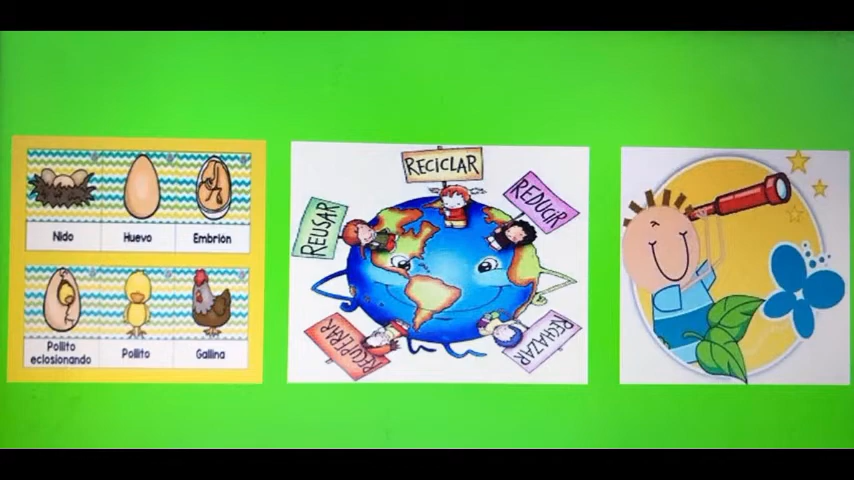 Nido
Huevo
Embrión
Pollito
eclosionando
Pollito
Gallina
RECICLAR
REDUCIR
REUSAR
RECUPERAR
RECHAZAR